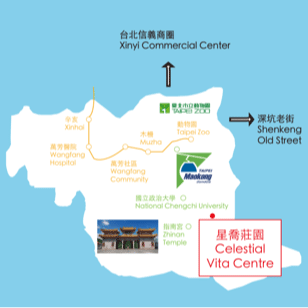 台北信義商圈
Xinyi Commercial Center
臺北市立動物園
TAIPEI ZOO
辛亥
Xinhai
木柵
Muzha
動物園
Taipei Zoo
深坑老街
Shenkeng
Old Street
萬芳醫院
Wangfang
Hospital
萬芳社區
Wangfang
Community
TAIPEI
Maokong
國立政治大學
National Chengchi University
指南宮
Zhinan
Temple
星喬莊園
Celestial
Vita Centre